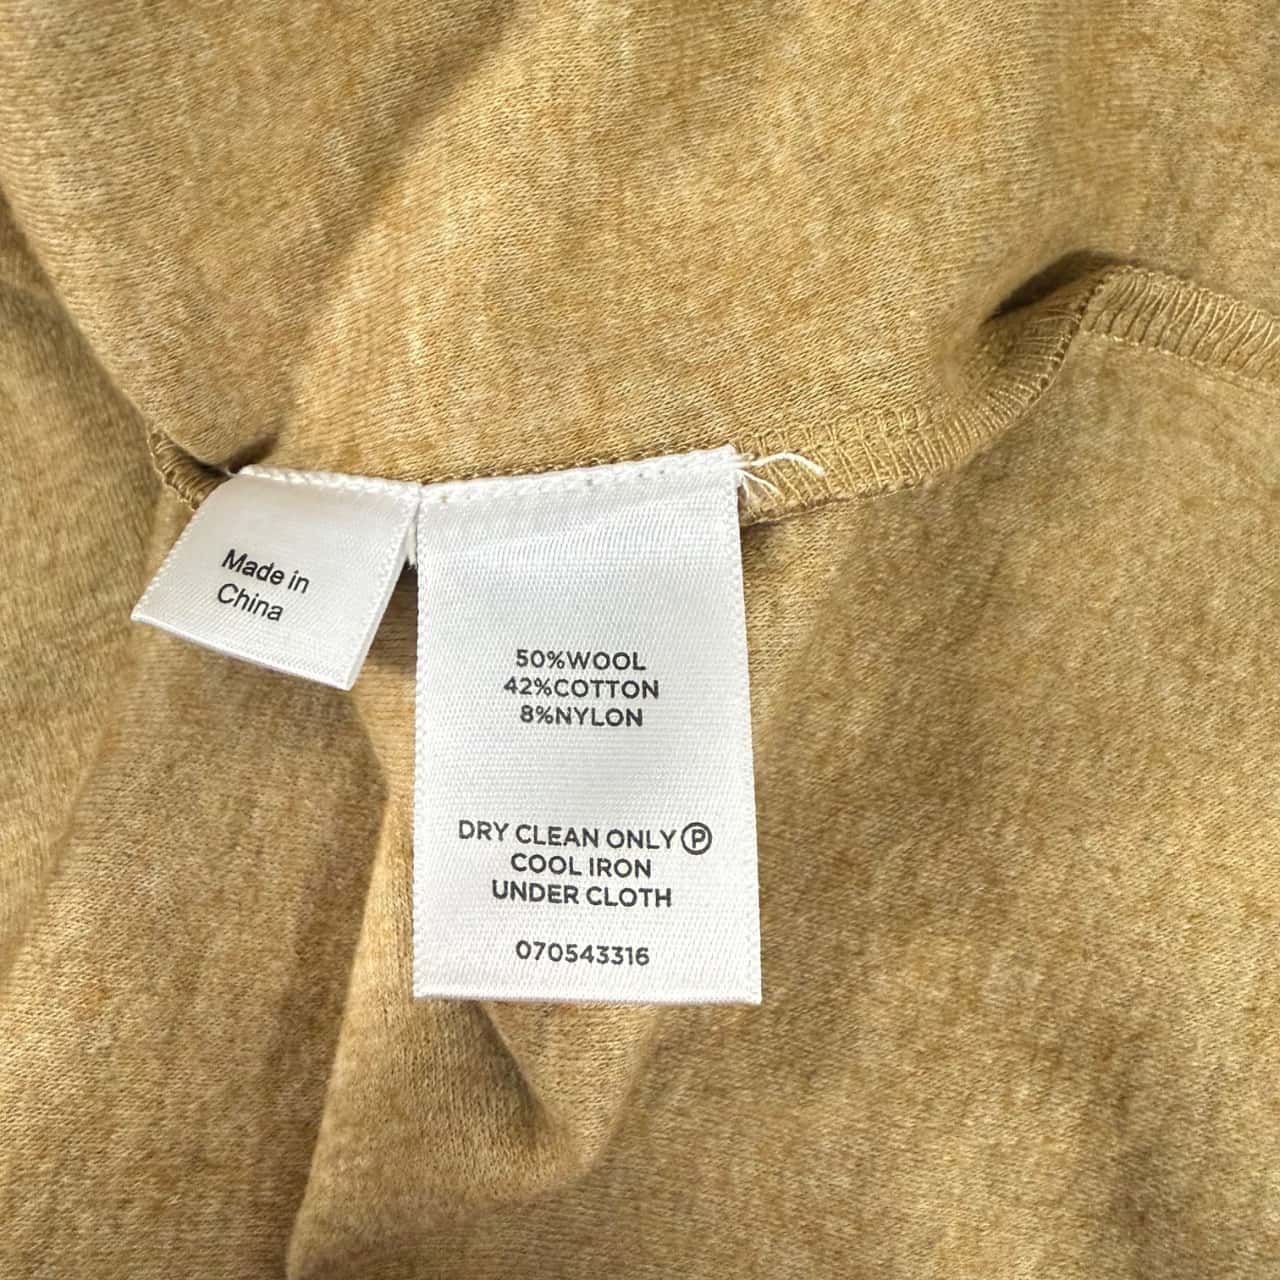 Made in
China
50%WOOL
42%COTTON
8%NYLON
DRY CLEAN ONLY Ⓟ
COOL IRON
UNDER CLOTH
070543316